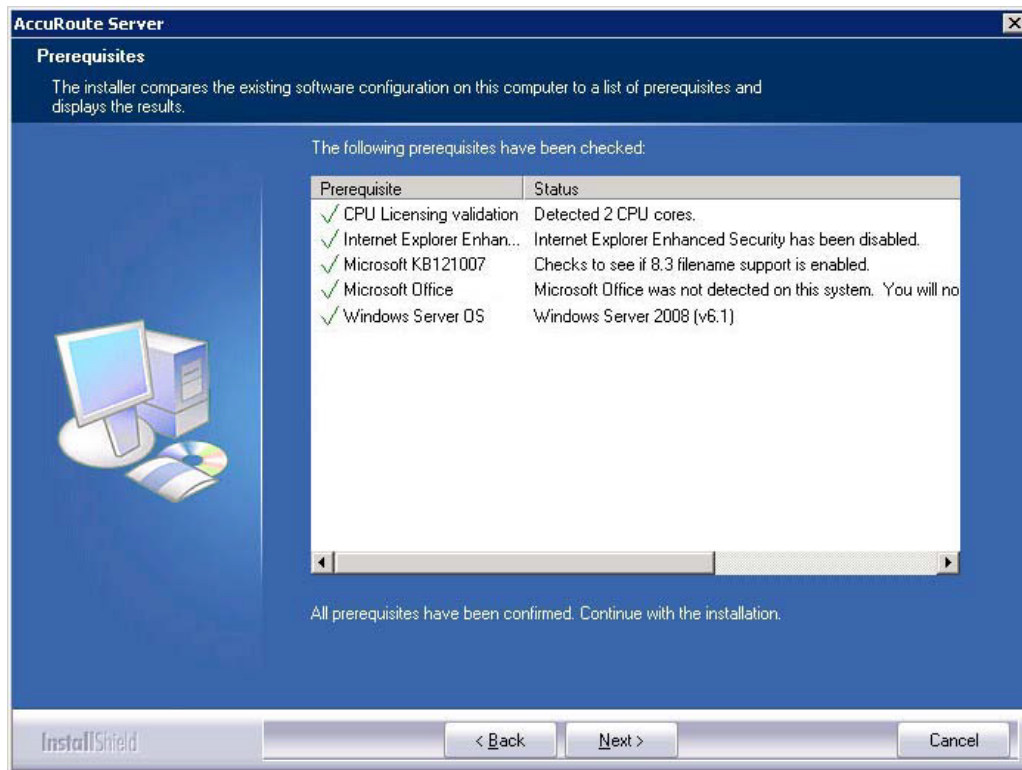 AccuRoute Server
Prerequisites
The installer compares the existing software configuration on this computer to a list of prerequisites and
displays the results.
The following prerequisites have been checked:
Prerequisite Status
CPU Licensing validation Detected 2 CPU cores.
Internet Explorer Enhan... Internet Explorer Enhanced Security has been disabled.
Microsoft KB121007 Checks to see if 8.3 filename support is enabled.
Microsoft Office Microsoft Office was not detected on this system. You will no
Windows Server OS Windows Server 2008 (v6.1)
All prerequisites have been confirmed. Continue with the installation.
InstallShield
< Back Next > Cancel